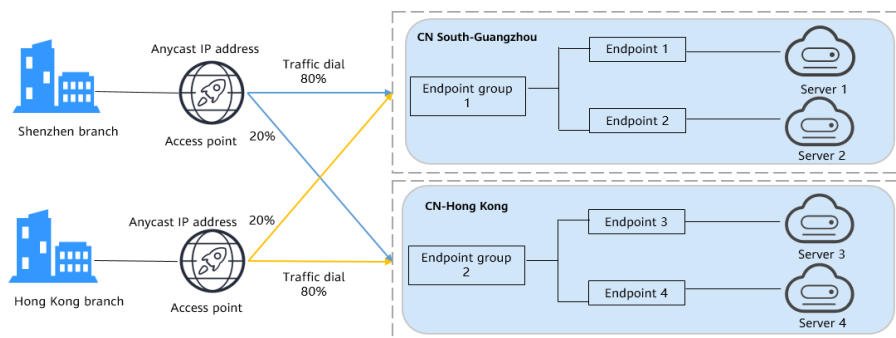 Anycast IP address
Traffic dial
80%
Shenzhen branch
Access point
20%
CN South-Guangzhou
Endpoint group
1
Endpoint 1
Endpoint 2
Server 1
Server 2
Anycast IP address
20%
Traffic dial
80%
Hong Kong branch
Access point
CN-Hong Kong
Endpoint group
2
Endpoint 3
Endpoint 4
Server 3
Server 4